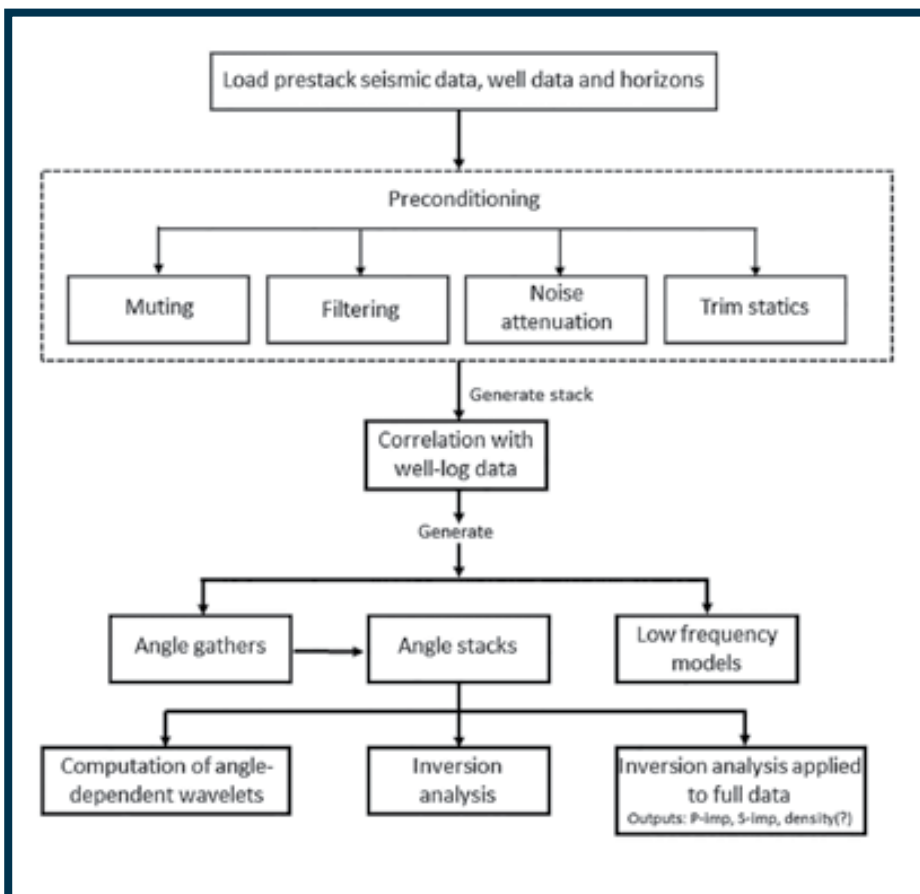 Load prestack seismic data, well data and horizons
Preconditioning
Muting
Filtering
Noise
attenuation
Trim statics
Generate stack
Correlation with
well-log data
Generate
Angle gathers
Angle stacks
Low frequency
models
Computation of angle-
dependent wavelets
Inversion
analysis
Inversion analysis applied
to full data
Outputs: P-imp, S-imp, density(?)